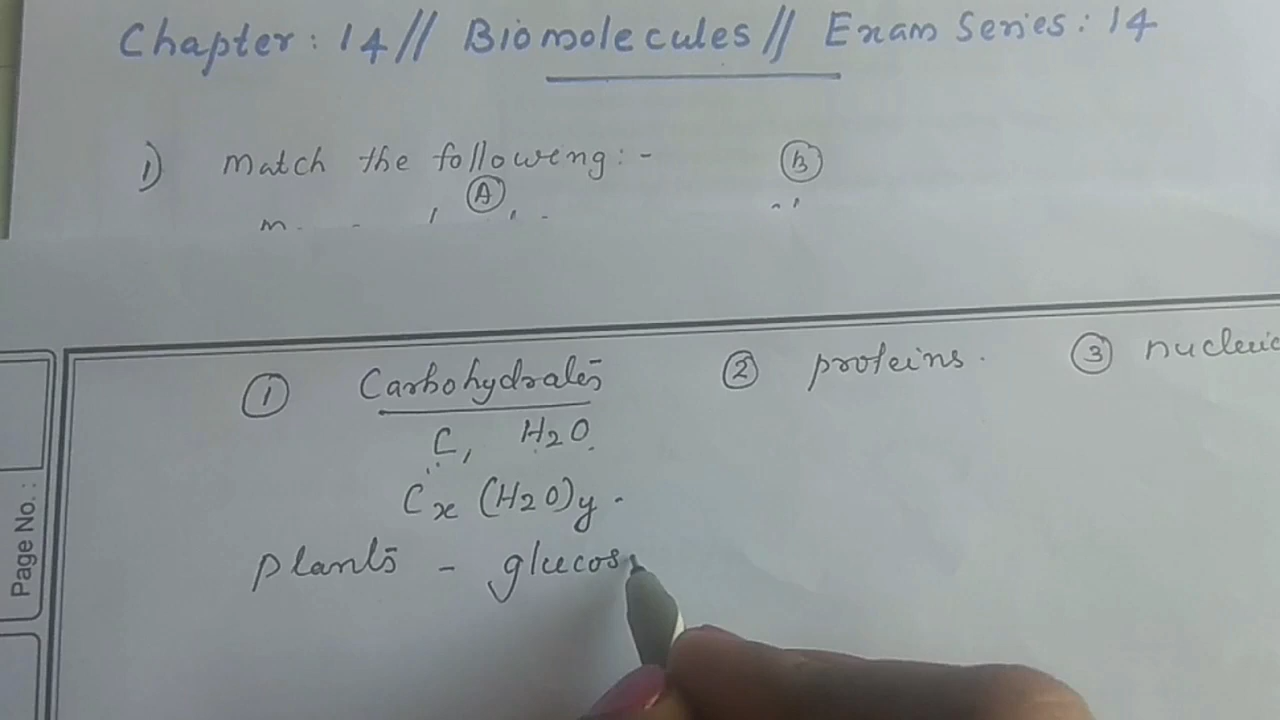 Chapter: 14// Biomolecules// Exam Series: 14
1) Match the following:-
A B
① Carbohydrates ② proteins. ③ nucleic
C, H2O
Cx (H2O)y.
Plants - glucos
Page No. :